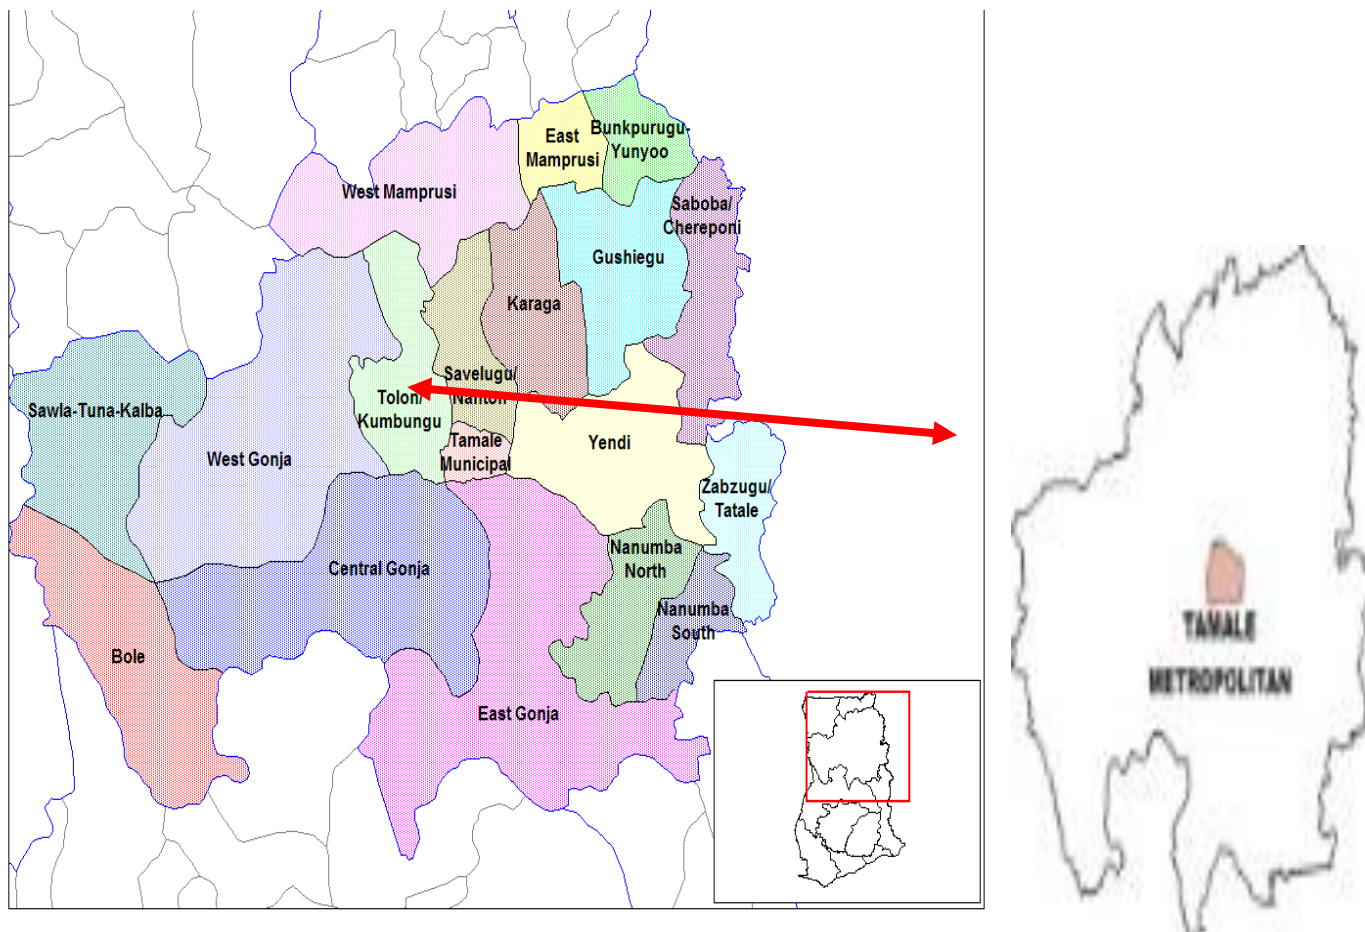 East
Mamprusi
Bunkpurugu-
Yunyoo
West Mamprusi
Saboba/
Chereponi
Gushiegu
Karaga
Savelugu/
Nanton
Tolon/
Kumbungu
Sawla-Tuna-Kalba
West Gonja
Tamale
Municipal
Yendi
Zabzugu/
Tatale
Nanumba
North
Central Gonja
Nanumba
South
Bole
East Gonja
TAMALE
METROPOLITAN